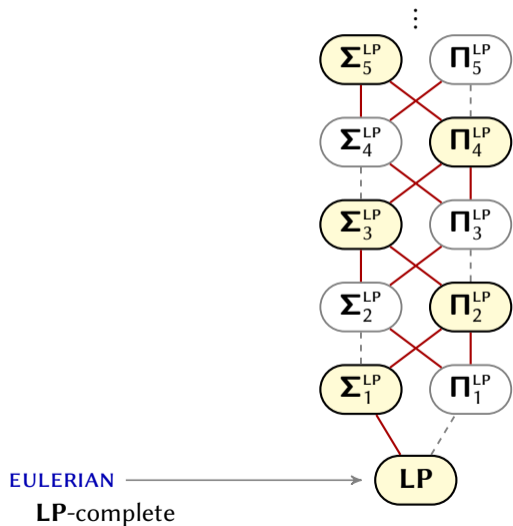 ⋮
Σ₅ᴸᴾ Π₅ᴸᴾ
Σ₄ᴸᴾ Π₄ᴸᴾ
Σ₃ᴸᴾ Π₃ᴸᴾ
Σ₂ᴸᴾ Π₂ᴸᴾ
Σ₁ᴸᴾ Π₁ᴸᴾ
EULERIAN LP
LP-complete